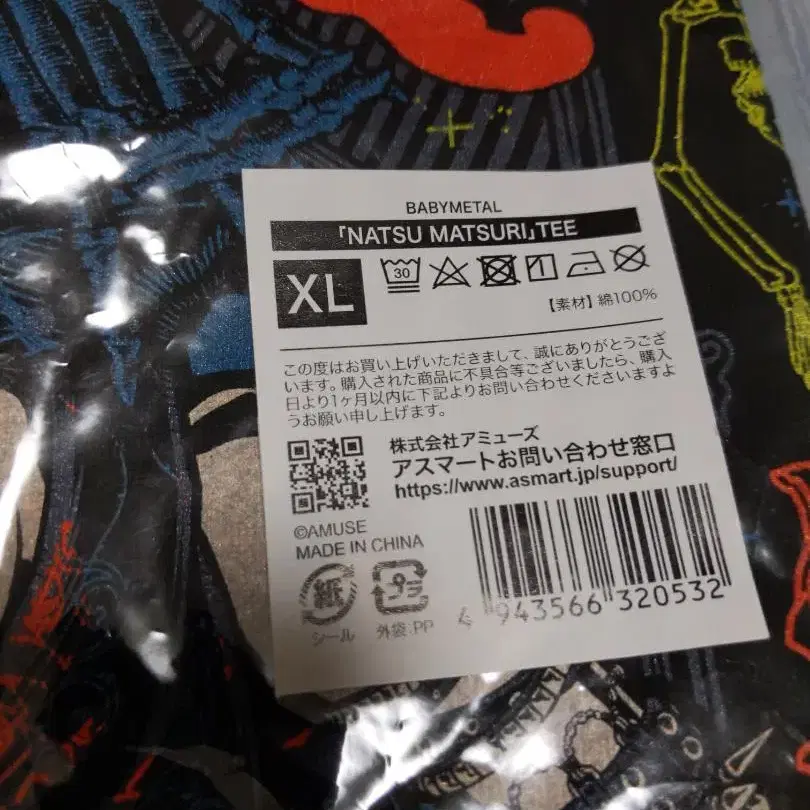 BABYMETAL
「NATSU MATSURI」TEE
XL
30
【素材】綿100%
この度はお買い上げいただきまして、誠にありがとうござ
います。購入された商品に不具合等ございましたら、購入
日より1ヶ月以内に下記よりお問い合わせくださいますよ
うお願い申し上げます。
株式会社アミューズ
アスマートお問い合わせ窓口
https://www.asmart.jp/support/
©AMUSE
MADE IN CHINA
紙
シール
プラ
外袋:PP
4 943566 320532